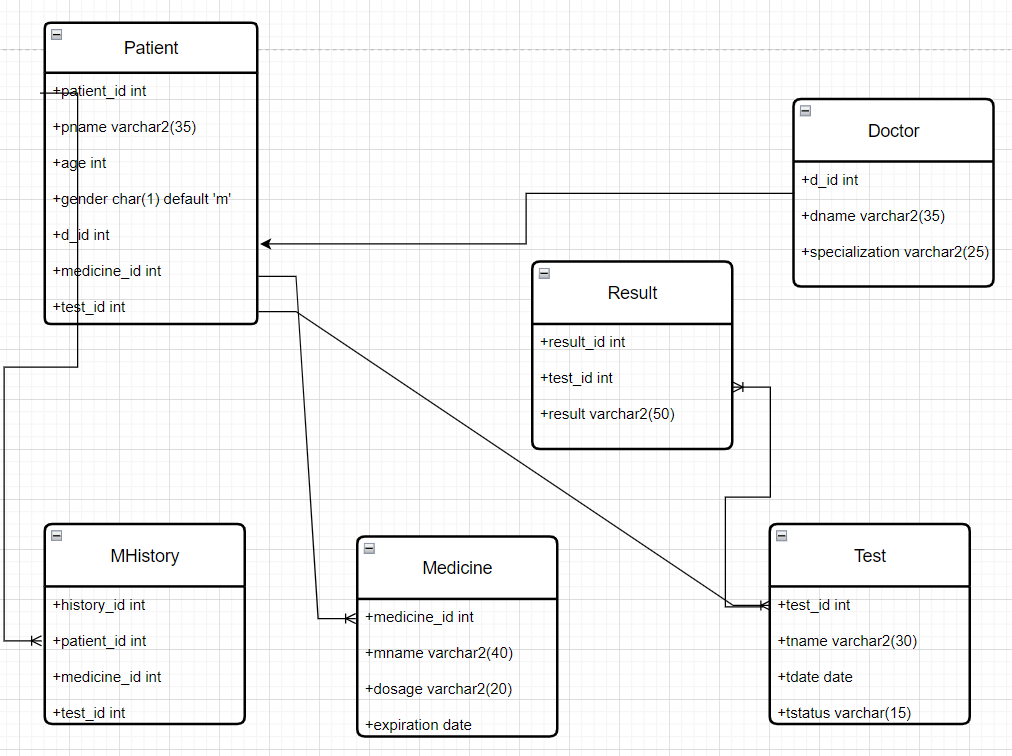 Patient
+patient_id int
+pname varchar2(35)
+age int
+gender char(1) default 'm'
+d_id int
+medicine_id int
+test_id int
Doctor
+d_id int
+dname varchar2(35)
+specialization varchar2(25)
Result
+result_id int
+test_id int
+result varchar2(50)
MHistory
+history_id int
+patient_id int
+medicine_id int
+test_id int
Medicine
+medicine_id int
+mname varchar2(40)
+dosage varchar2(20)
+expiration date
Test
+test_id int
+tname varchar2(30)
+tdate date
+tstatus varchar(15)